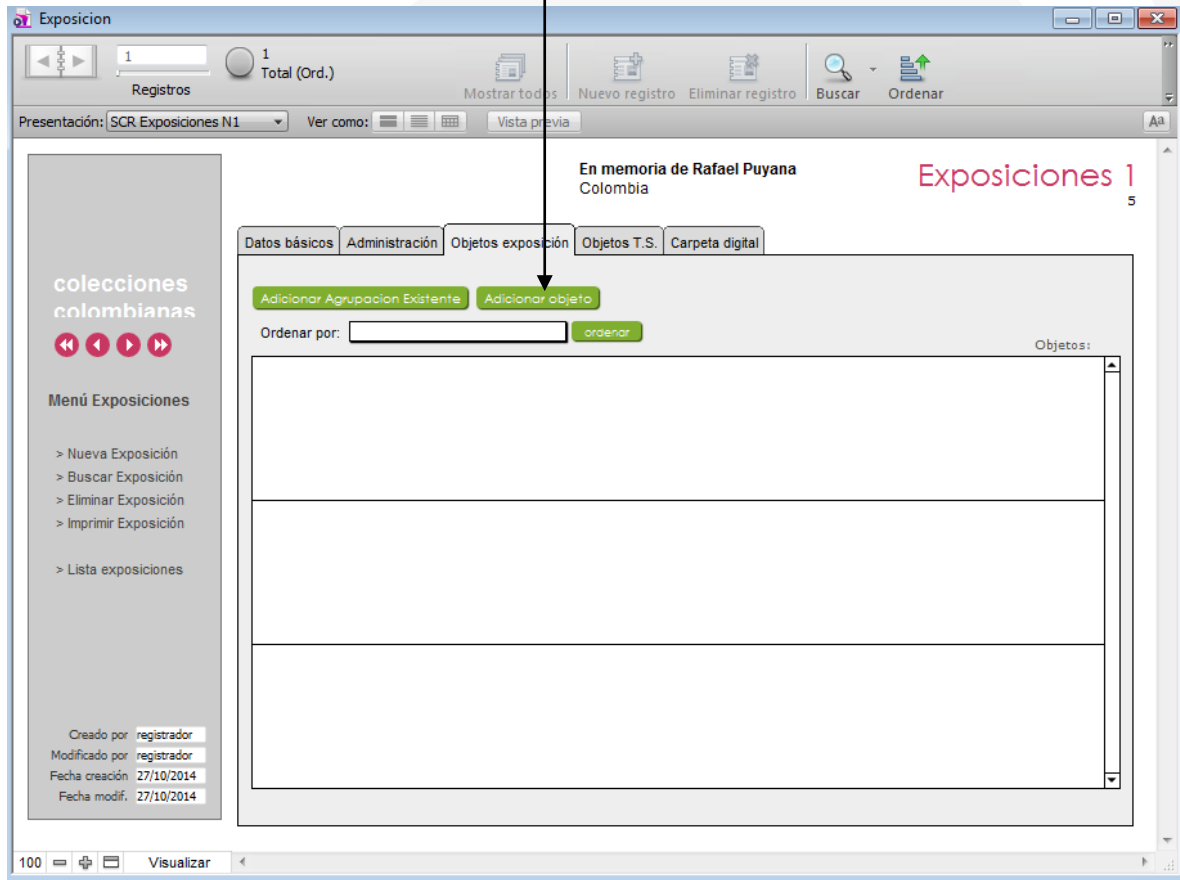 Exposicion
1
Registros
1
Total (Ord.)
Mostrar todos
Nuevo registro
Eliminar registro
Buscar
Ordenar
Presentación: SCR Exposiciones N1
Ver como:
Vista previa
Aa
En memoria de Rafael Puyana
Colombia
Exposiciones 1
5
Datos básicos
Administración
Objetos exposición
Objetos T.S.
Carpeta digital
colecciones
colombianas
Menú Exposiciones
> Nueva Exposición
> Buscar Exposición
> Eliminar Exposición
> Imprimir Exposición
> Lista exposiciones
Creado por registrador
Modificado por registrador
Fecha creación 27/10/2014
Fecha modif. 27/10/2014
Adicionar Agrupacion Existente
Adicionar objeto
Ordenar por:
ordenar
Objetos:
100
Visualizar